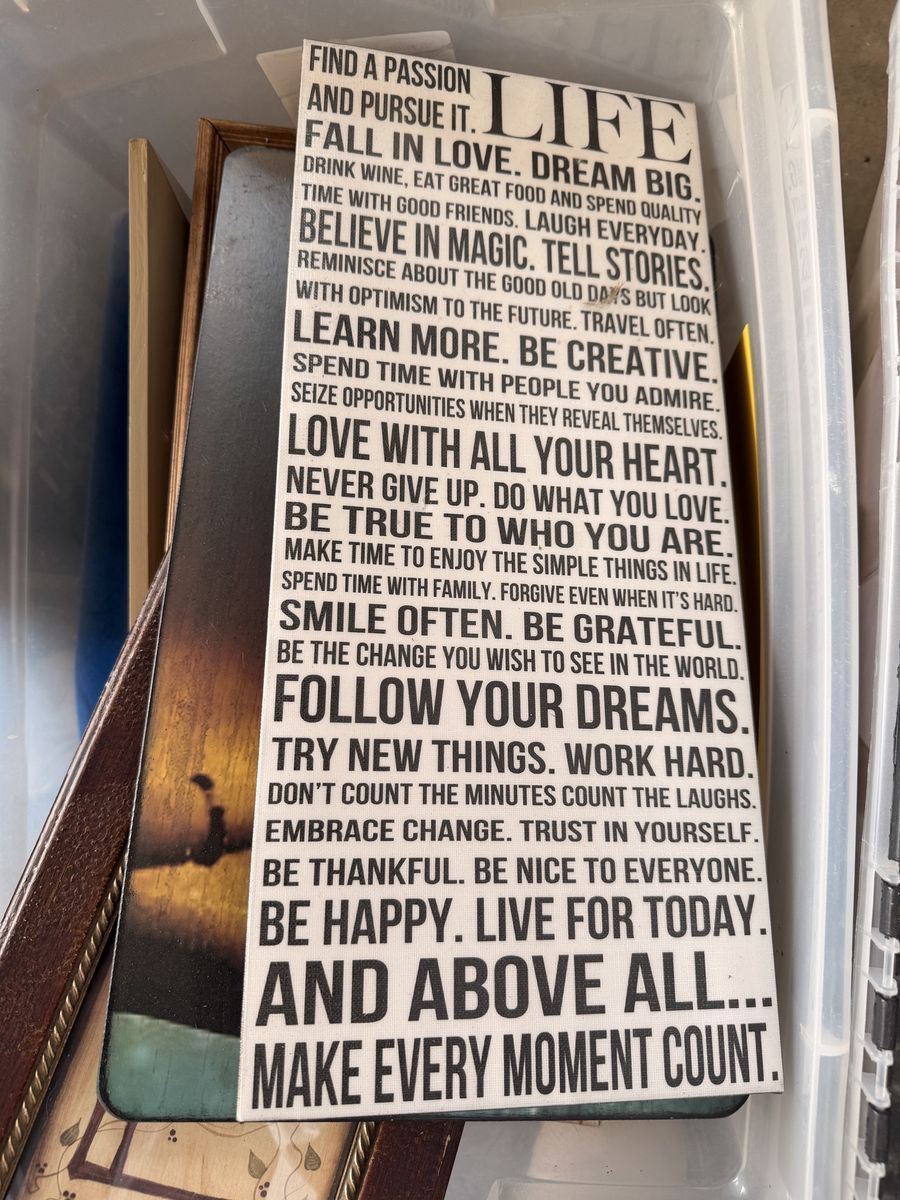 FIND A PASSION
AND PURSUE IT. LIFE
FALL IN LOVE. DREAM BIG.
DRINK WINE, EAT GREAT FOOD AND SPEND QUALITY
TIME WITH GOOD FRIENDS. LAUGH EVERYDAY.
BELIEVE IN MAGIC. TELL STORIES.
REMINISCE ABOUT THE GOOD OLD DAYS BUT LOOK
WITH OPTIMISM TO THE FUTURE. TRAVEL OFTEN.
LEARN MORE. BE CREATIVE.
SPEND TIME WITH PEOPLE YOU ADMIRE.
SEIZE OPPORTUNITIES WHEN THEY REVEAL THEMSELVES.
LOVE WITH ALL YOUR HEART.
NEVER GIVE UP. DO WHAT YOU LOVE.
BE TRUE TO WHO YOU ARE.
MAKE TIME TO ENJOY THE SIMPLE THINGS IN LIFE.
SPEND TIME WITH FAMILY. FORGIVE EVEN WHEN IT'S HARD.
SMILE OFTEN. BE GRATEFUL.
BE THE CHANGE YOU WISH TO SEE IN THE WORLD.
FOLLOW YOUR DREAMS.
TRY NEW THINGS. WORK HARD.
DON'T COUNT THE MINUTES COUNT THE LAUGHS.
EMBRACE CHANGE. TRUST IN YOURSELF.
BE THANKFUL. BE NICE TO EVERYONE.
BE HAPPY. LIVE FOR TODAY.
AND ABOVE ALL...
MAKE EVERY MOMENT COUNT.